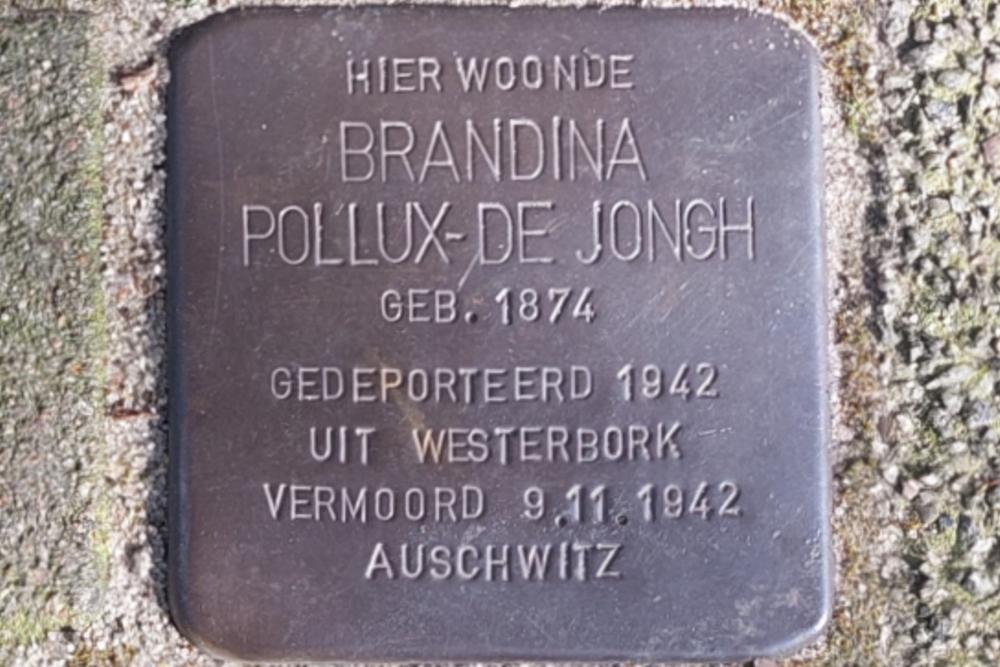 HIER WOONDE
BRANDINA
POLLUX-DE JONGH
GEB. 1874
GEDEPORTEERD 1942
UIT WESTERBORK
VERMOORD 9.11.1942
AUSCHWITZ